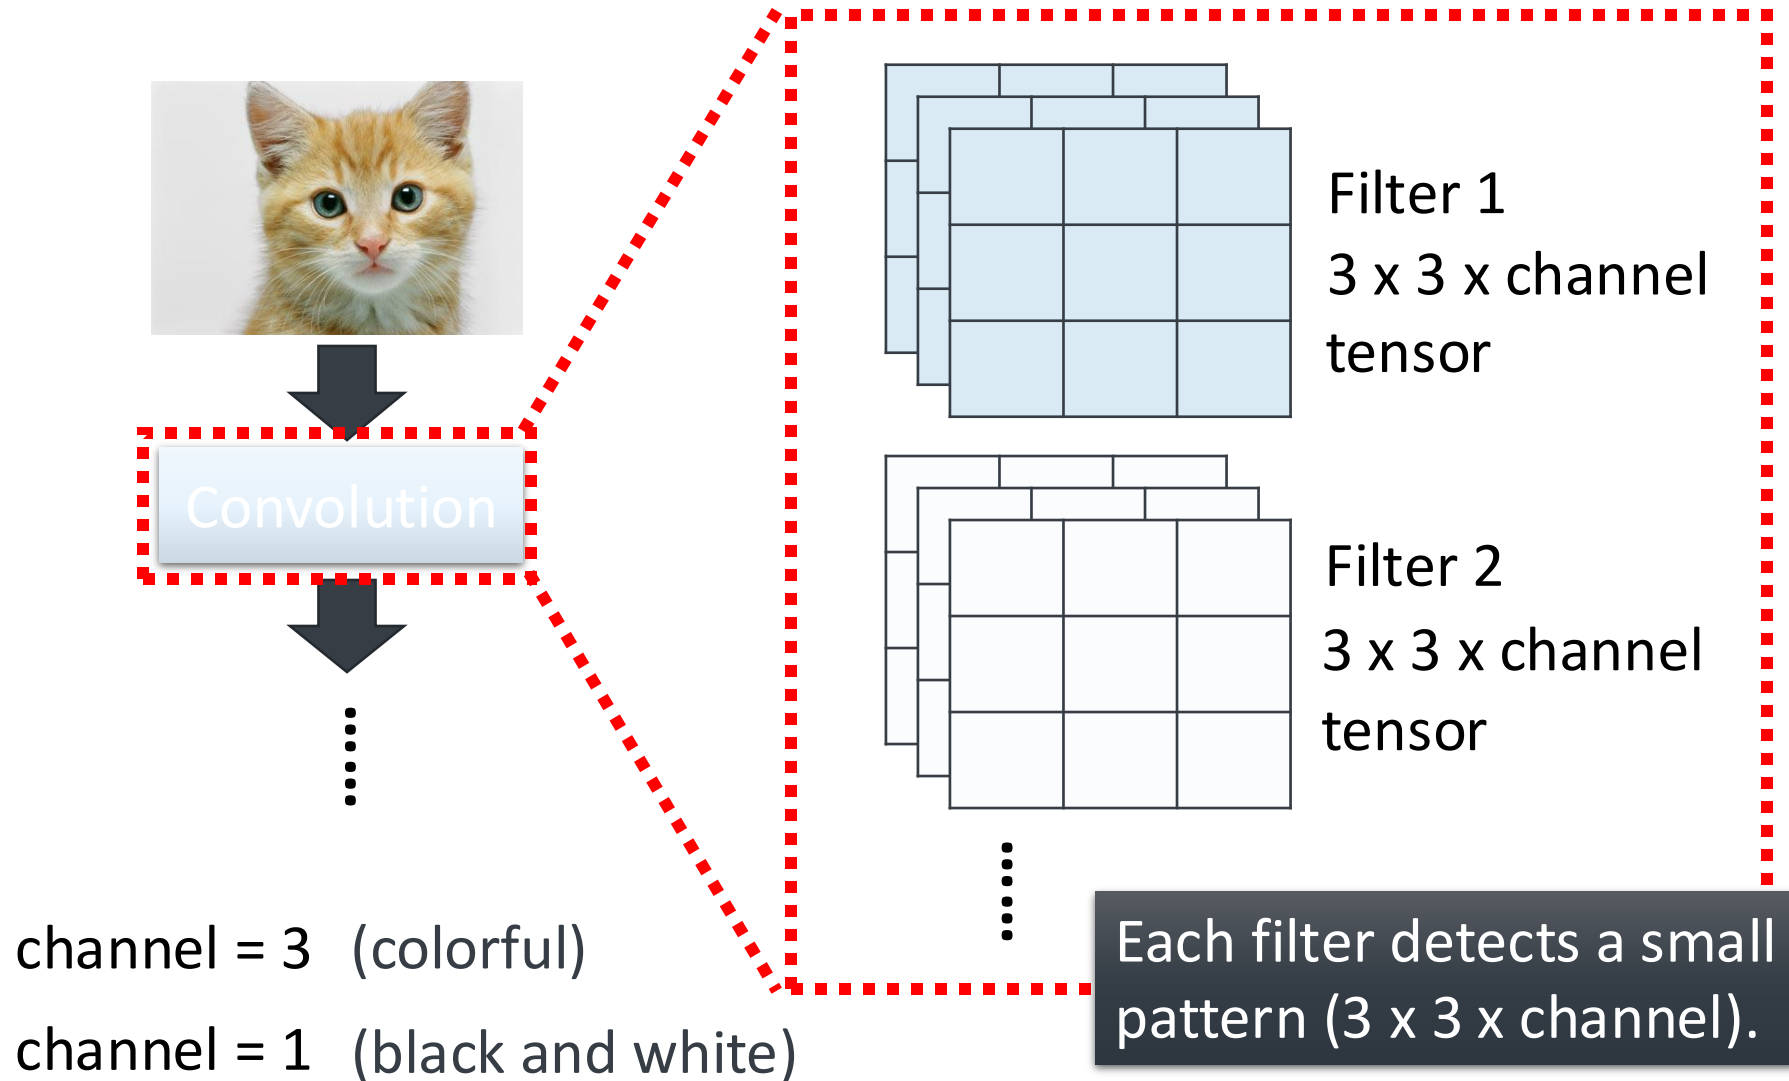 Convolution
channel = 3 (colorful)
channel = 1 (black and white)
Filter 1
3 x 3 x channel
tensor
Filter 2
3 x 3 x channel
tensor
Each filter detects a small
pattern (3 x 3 x channel).